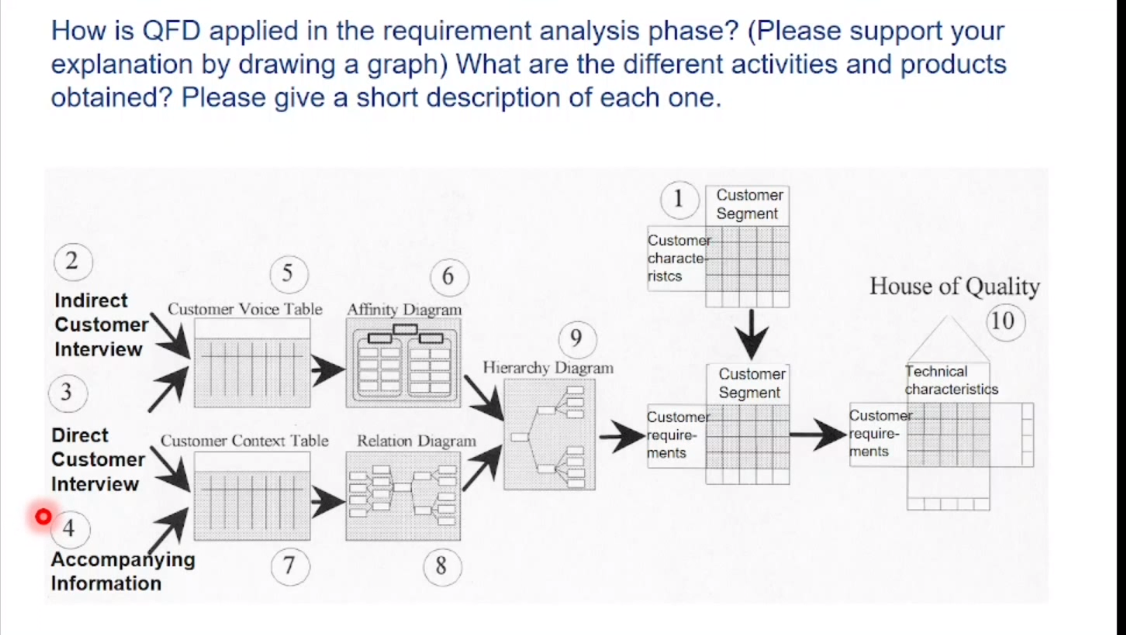 How is QFD applied in the requirement analysis phase? (Please support your
explanation by drawing a graph) What are the different activities and products
obtained? Please give a short description of each one.
1
Customer
Segment
Customer
characte-
ristcs
2
Indirect
Customer
Interview
5
Customer Voice Table
6
Affinity Diagram
House of Quality
10
9
Hierarchy Diagram
Customer
Segment
Customer
require-
ments
Technical
characteristics
Customer
require-
ments
3
Direct
Customer
Interview
Customer Context Table
Relation Diagram
4
Accompanying
Information
7
8